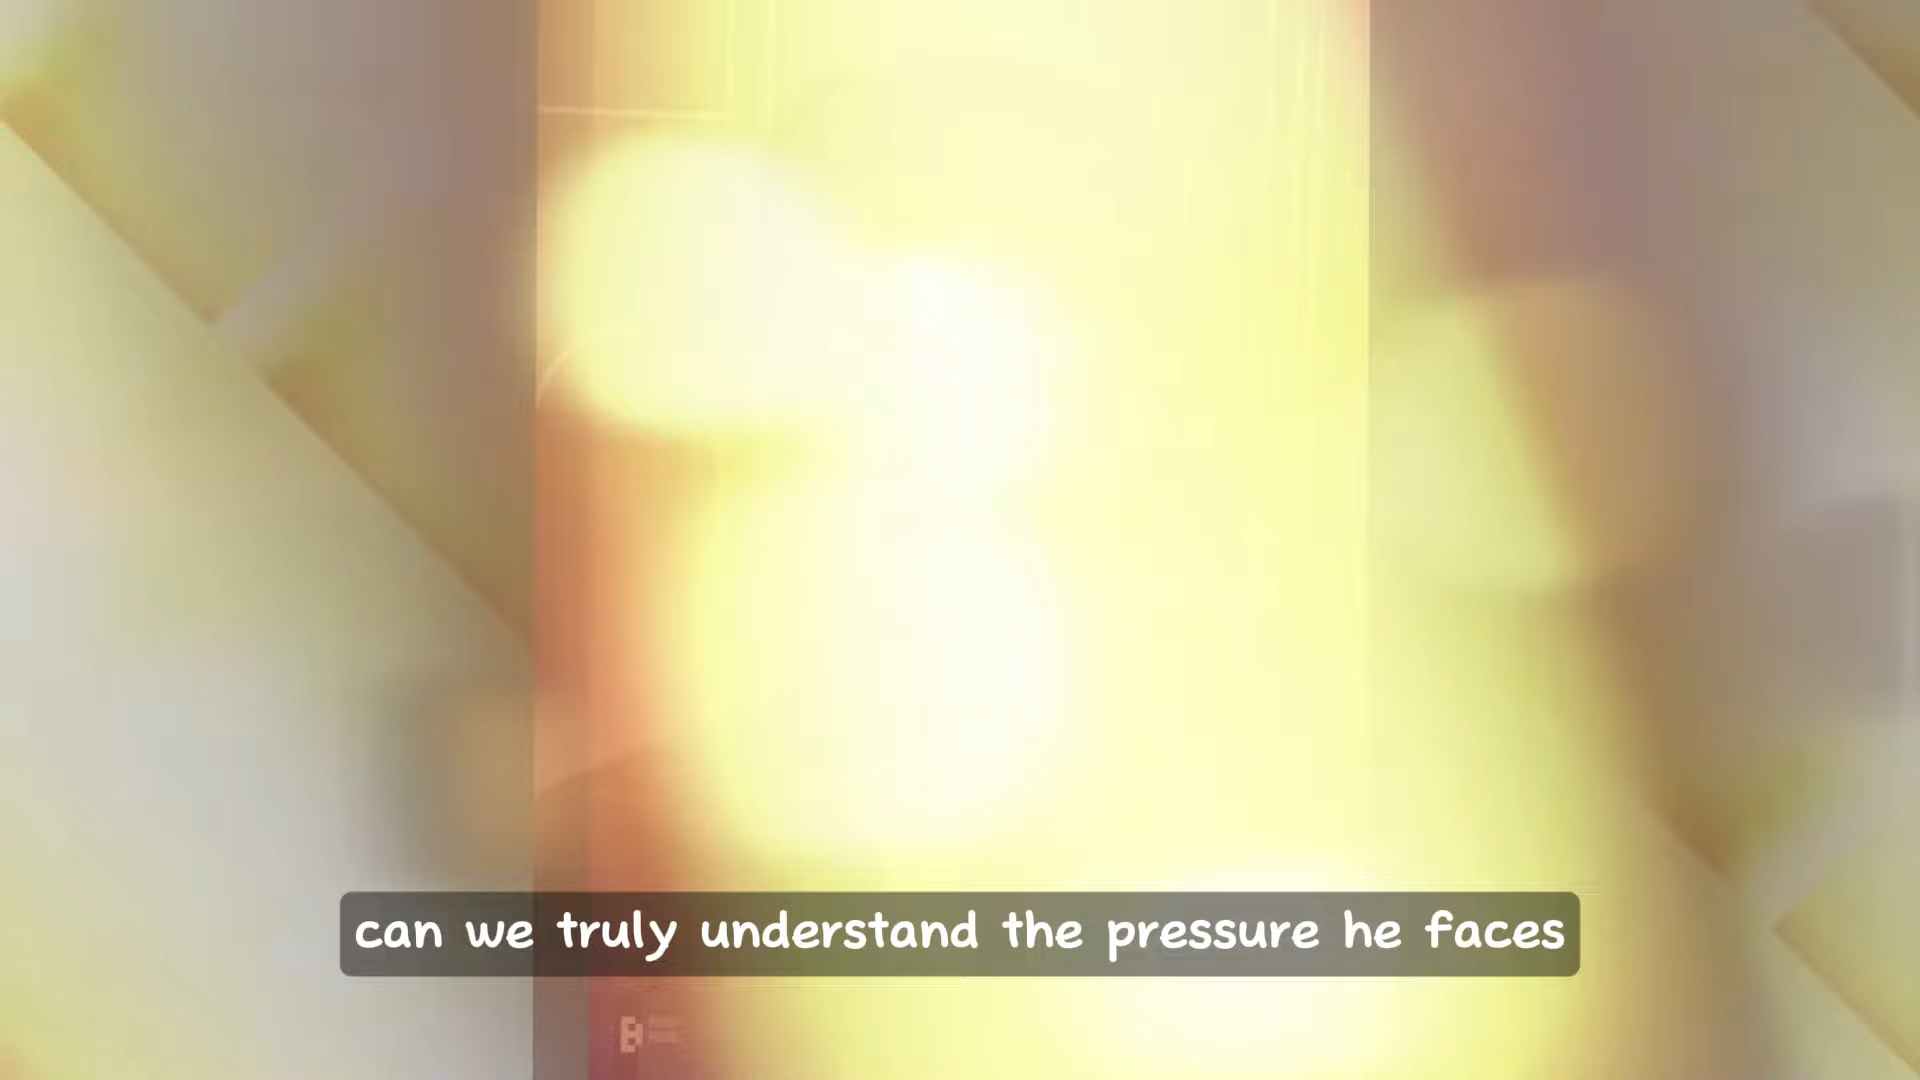 can we truly understand the pressure he faces